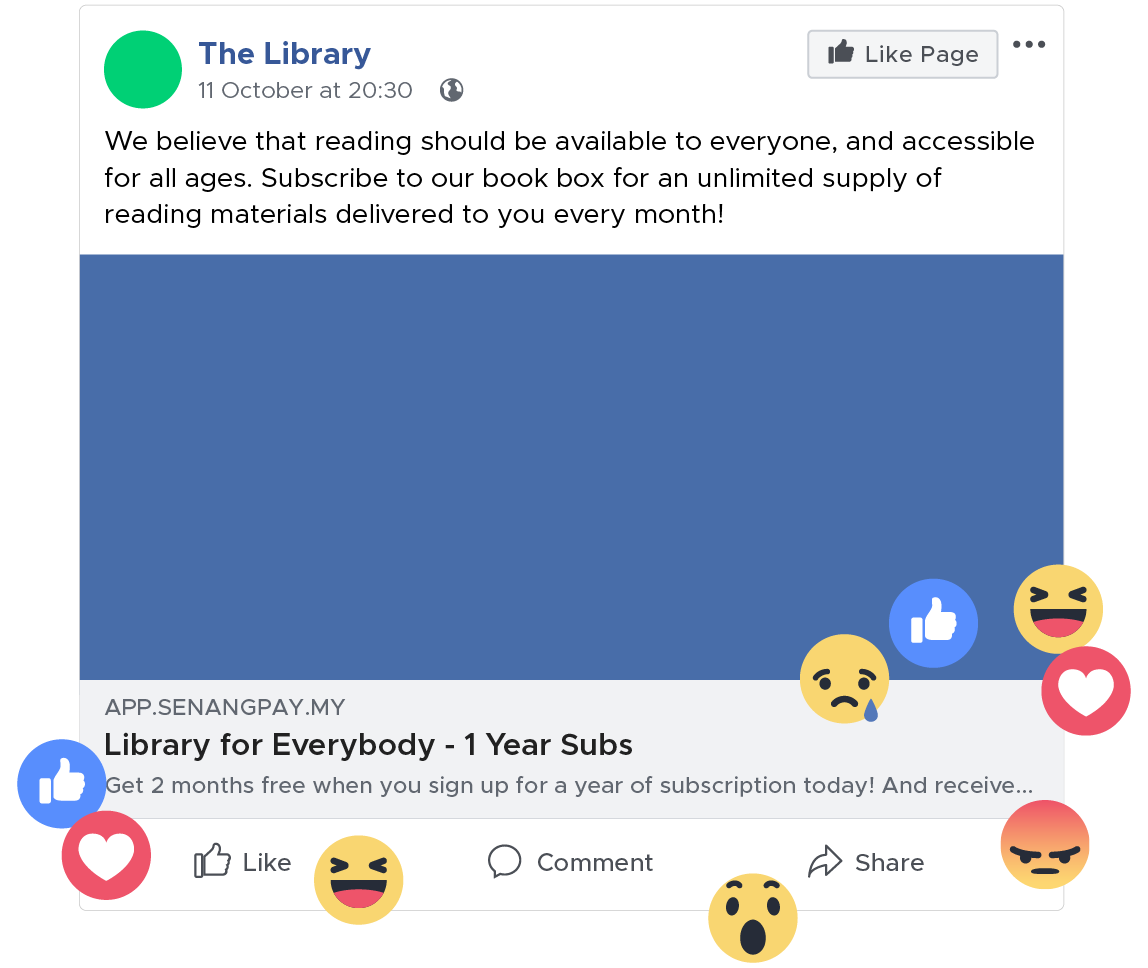 The Library
Like Page
11 October at 20:30
We believe that reading should be available to everyone, and accessible
for all ages. Subscribe to our book box for an unlimited supply of
reading materials delivered to you every month!
APP.SENANGPAY.MY
Library for Everybody - 1 Year Subs
Get 2 months free when you sign up for a year of subscription today! And receive...
Like
Comment
Share